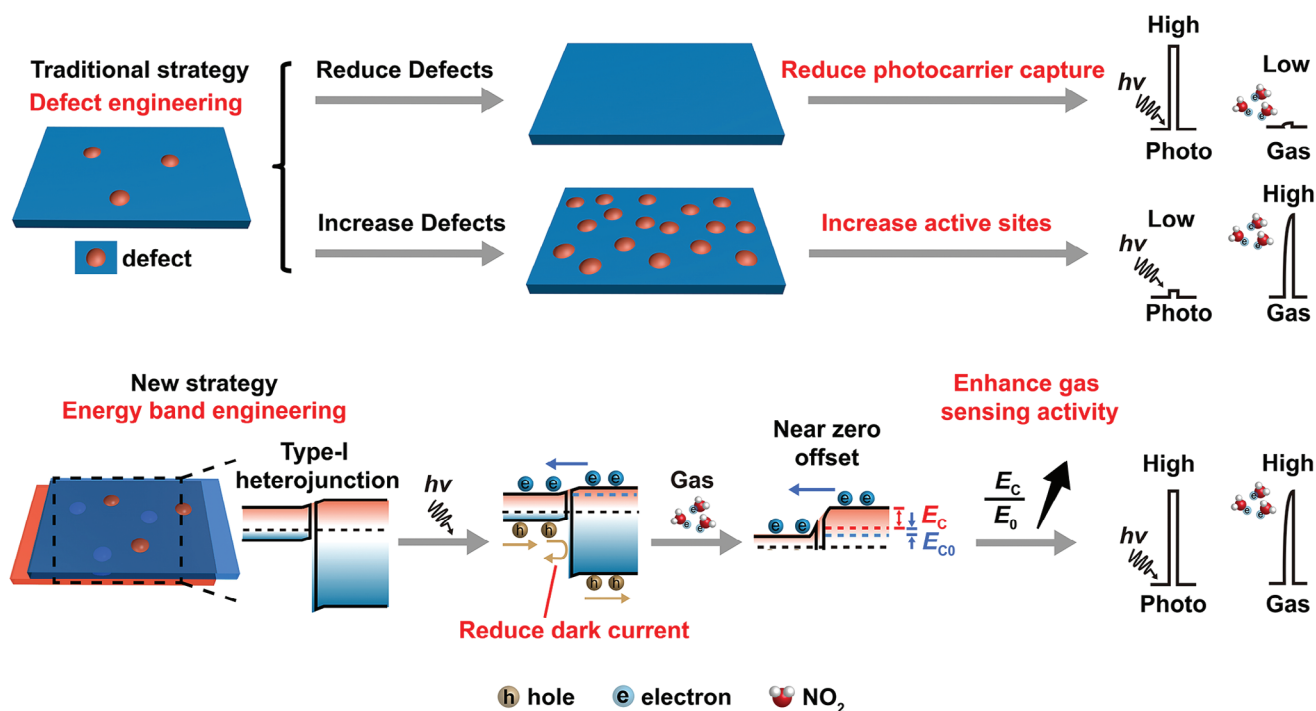 Traditional strategy
Defect engineering
defect
Reduce Defects
Reduce photocarrier capture
High
hv
Photo
Low
e
e
e
Gas
Increase Defects
Increase active sites
Low
hv
Photo
High
e
e
e
Gas
New strategy
Energy band engineering
Type-I
heterojunction
hv
e e e e
h h
h h
Reduce dark current
Gas
e
e
e
Near zero
offset
e e
e e
E_C
E_C0
Enhance gas
sensing activity
E_C
E_0
High
hv
Photo
High
e
e
e
Gas
h hole e electron NO₂